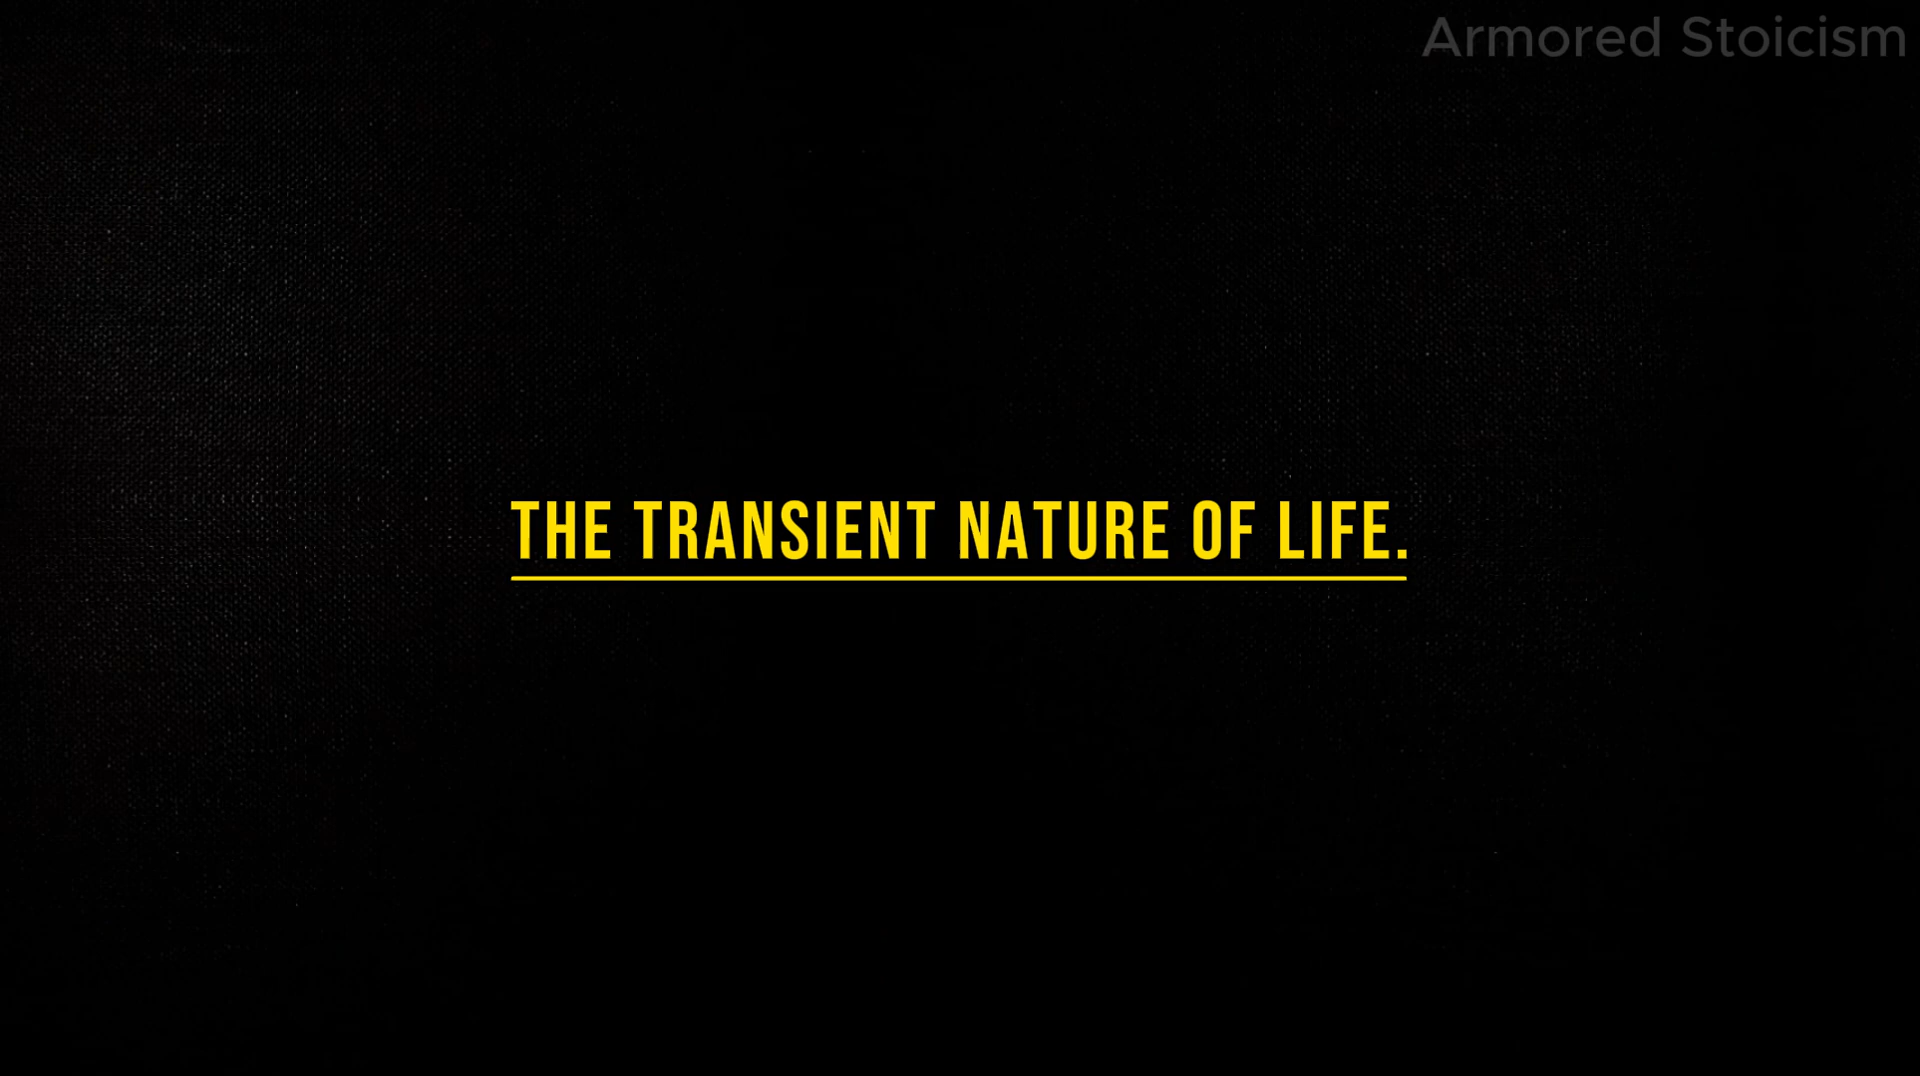 Armored Stoicism
THE TRANSIENT NATURE OF LIFE.